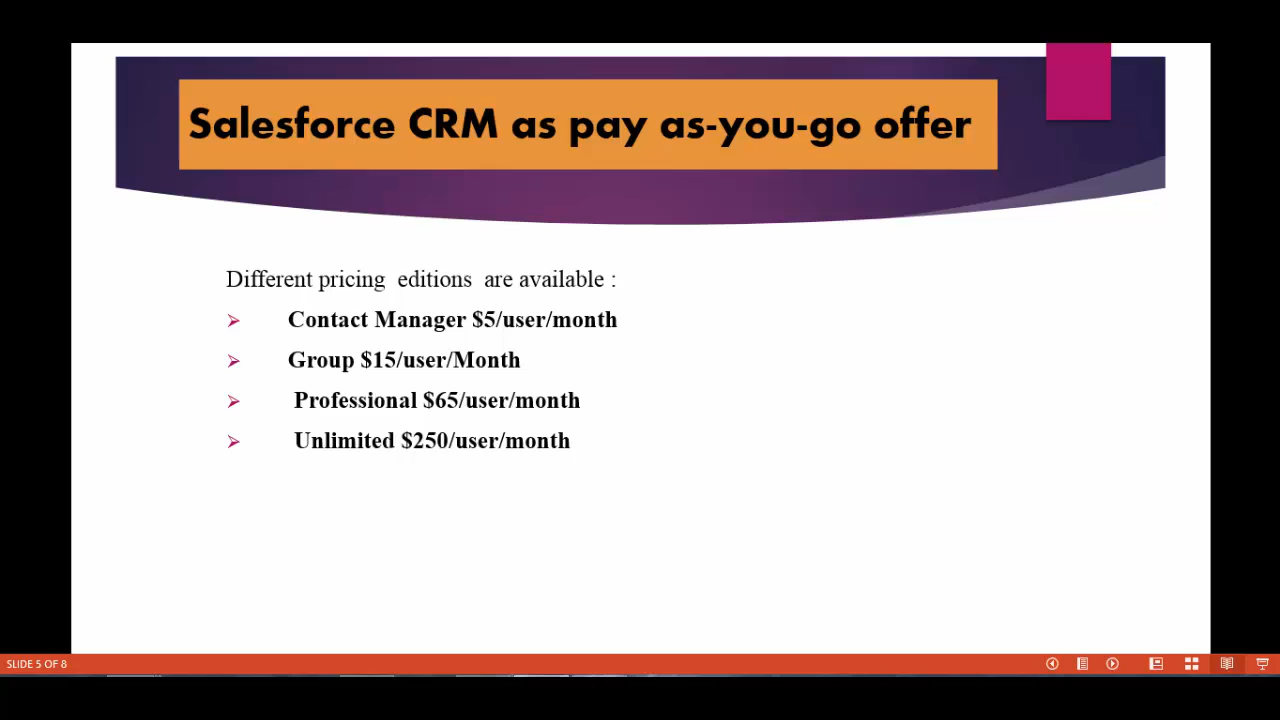 Salesforce CRM as pay as-you-go offer
Different pricing editions are available :
Contact Manager $5/user/month
Group $15/user/Month
Professional $65/user/month
Unlimited $250/user/month
SLIDE 5 OF 8